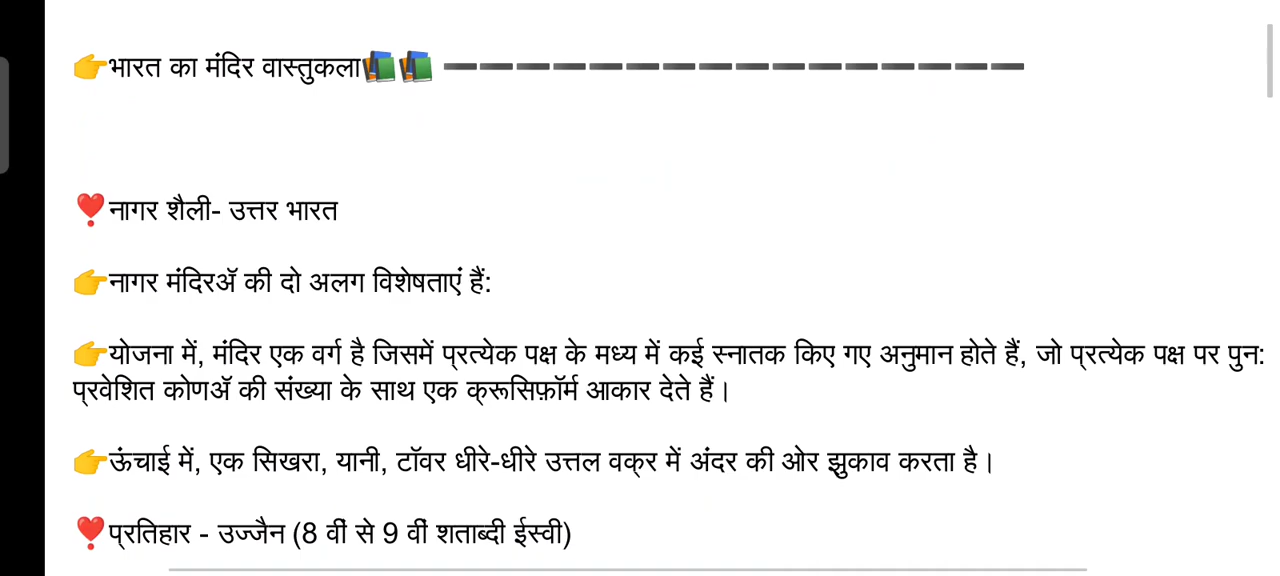 👉भारत का मंदिर वास्तुकला📚📚 ➖➖➖➖➖➖➖➖➖➖➖➖➖➖➖➖
❣️नागर शैली- उत्तर भारत
👉नागर मंदिरऄ की दो अलग विशेषताएं हैं:
👉योजना में, मंदिर एक वर्ग है जिसमें प्रत्येक पक्ष के मध्य में कई स्नातक किए गए अनुमान होते हैं, जो प्रत्येक पक्ष पर पुन:
प्रवेशित कोणऄ की संख्या के साथ एक क्रूसिफ़ॉर्म आकार देते हैं।
👉ऊंचाई में, एक सिखरा, यानी, टॉवर धीरे-धीरे उत्तल वक्र में अंदर की ओर झुकाव करता है।
❣️प्रतिहार - उज्जैन (8 वीं से 9 वीं शताब्दी ईस्वी)